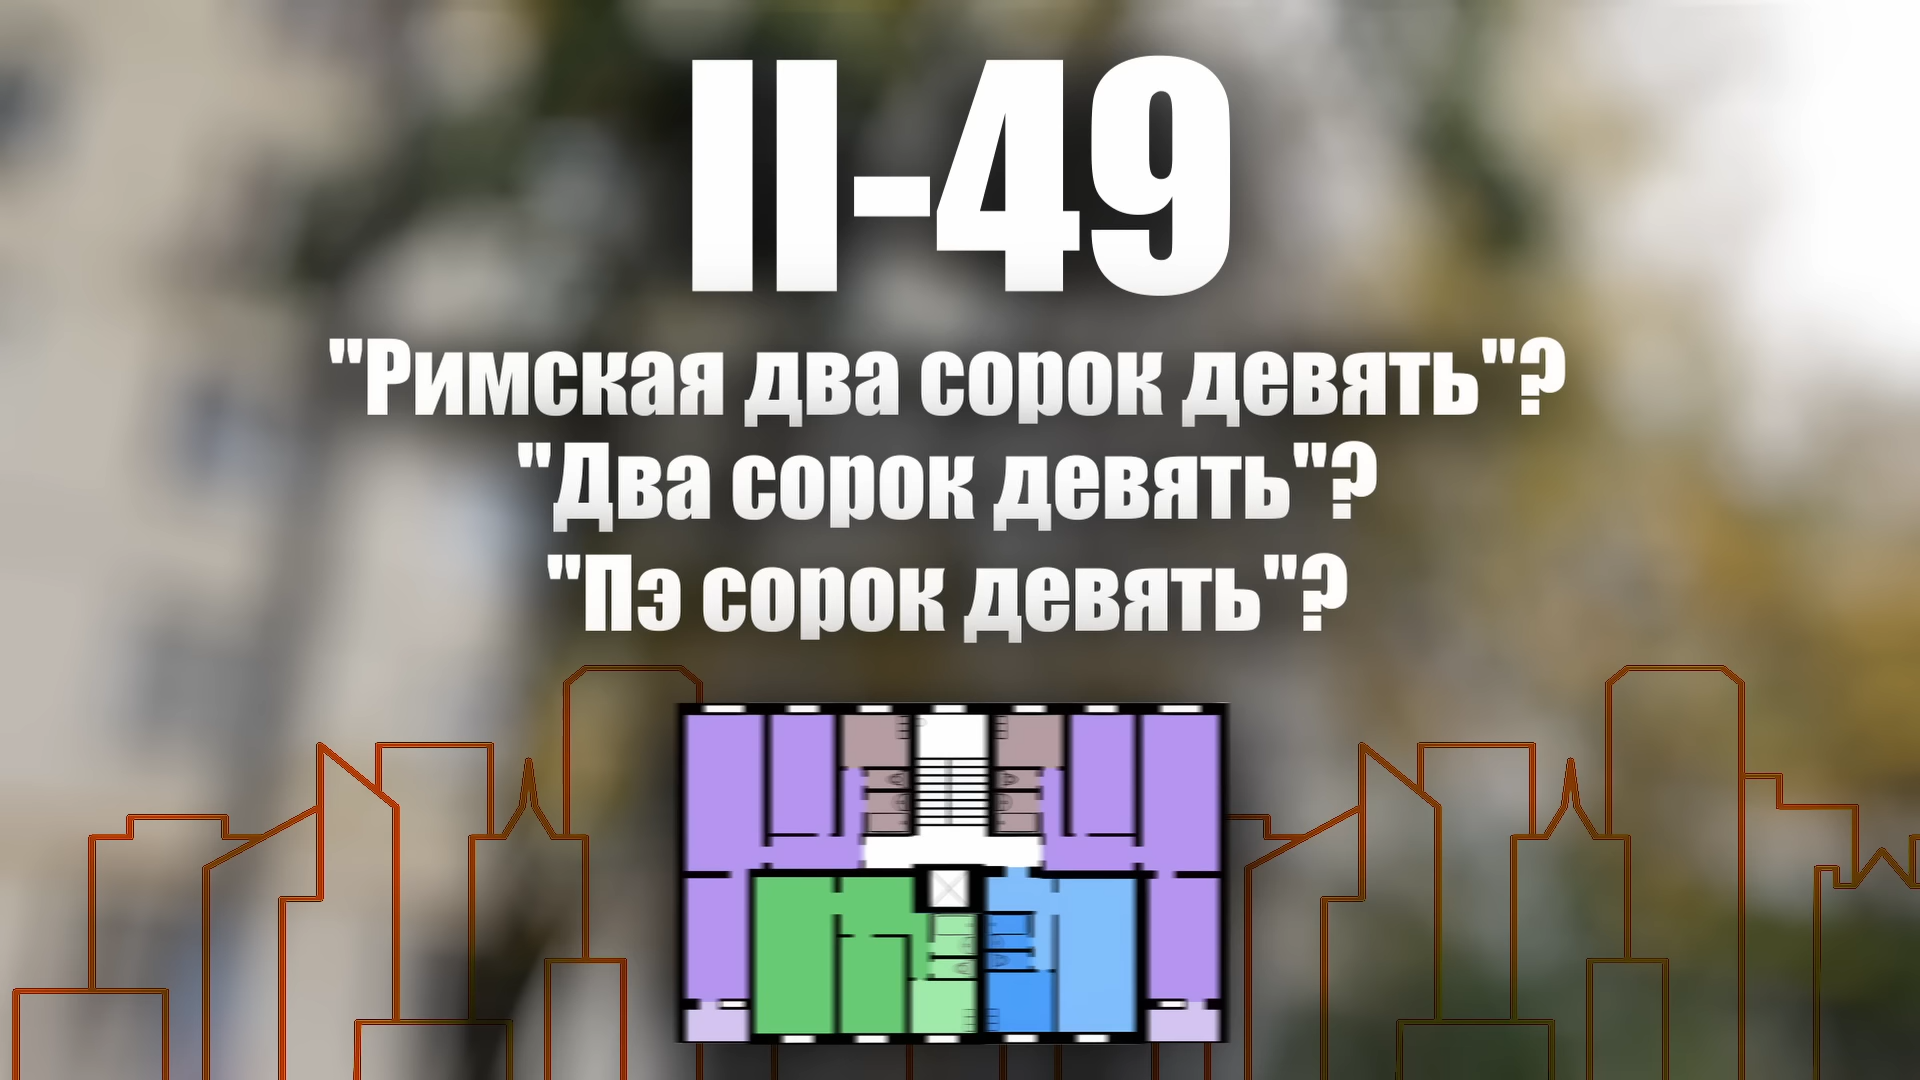 II-49
"Римская два сорок девять"?
"Два сорок девять"?
"Пэ сорок девять"?